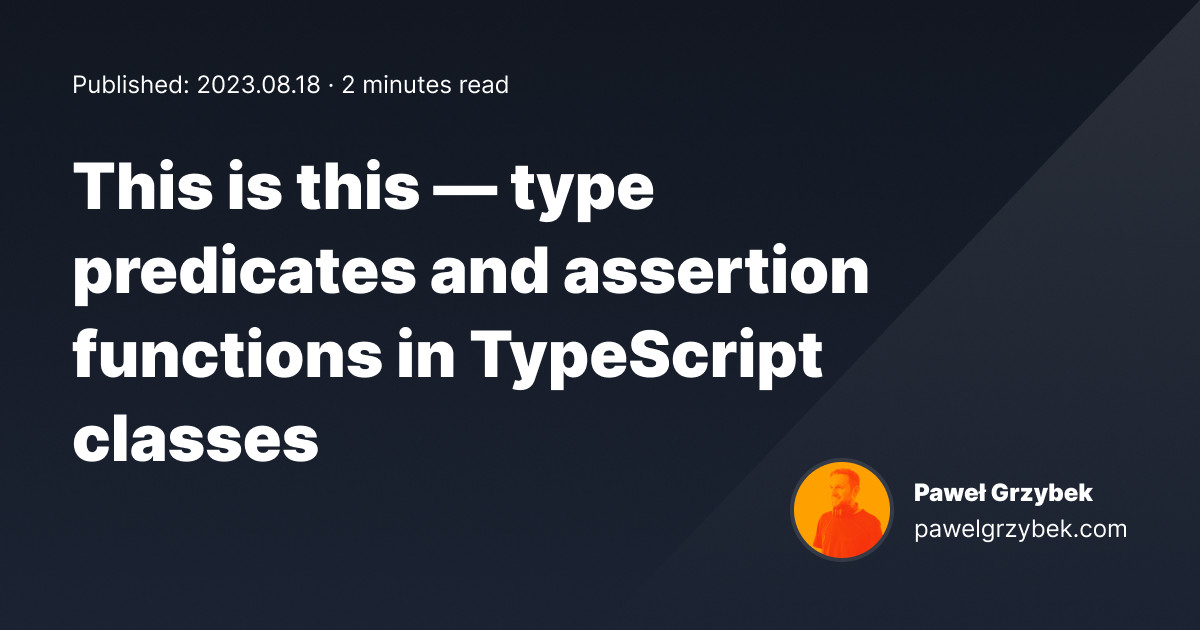 Published: 2023.08.18 · 2 minutes read
This is this — type
predicates and assertion
functions in TypeScript
classes
Paweł Grzybek
pawelgrzybek.com